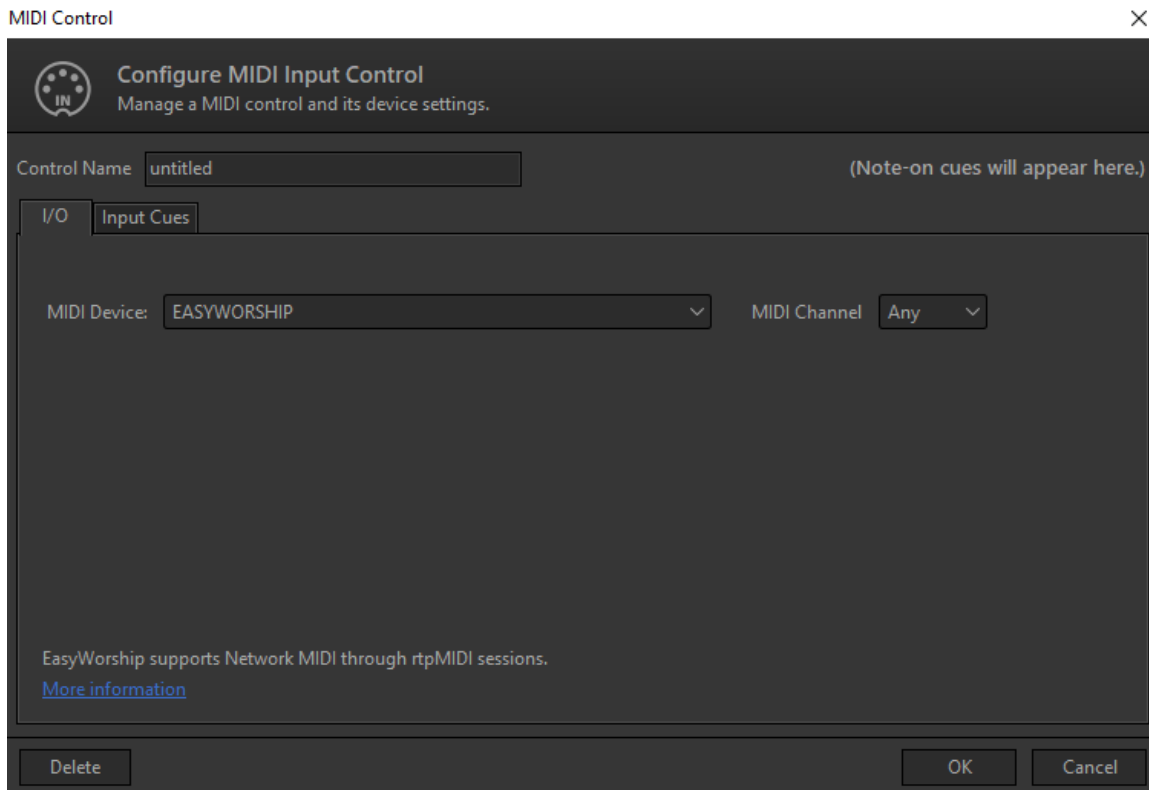 MIDI Control
IN
Configure MIDI Input Control
Manage a MIDI control and its device settings.
Control Name untitled (Note-on cues will appear here.)
I/O Input Cues
MIDI Device: EASYWORSHIP MIDI Channel Any
EasyWorship supports Network MIDI through rtpMIDI sessions.
More information
Delete OK Cancel